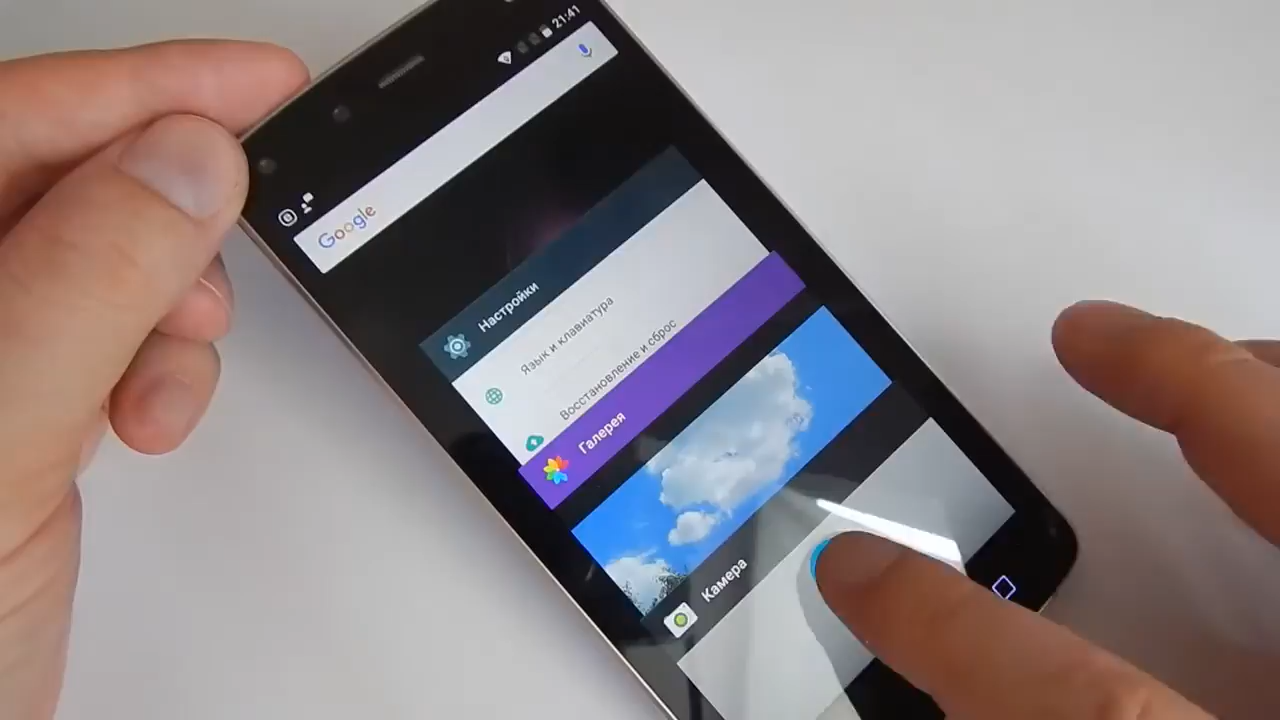 21:41
Google
Настройки
Язык и клавиатура
Восстановление и сброс
Галерея
Камера